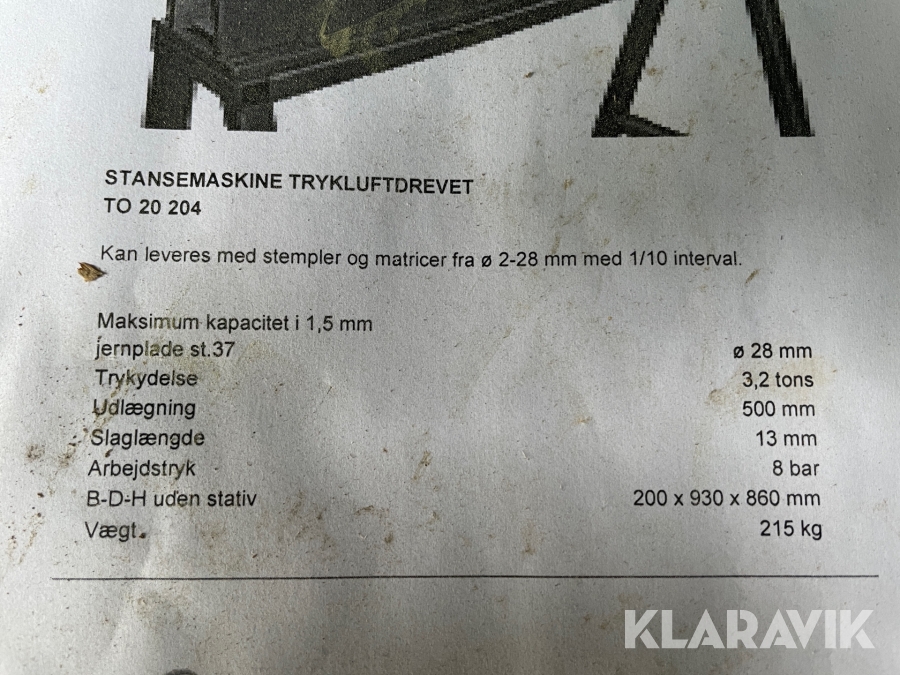 STANSEMASKINE TRYKLUFTDREVET
TO 20 204
Kan leveres med stempler og matricer fra ø 2-28 mm med 1/10 interval.
Maksimum kapacitet i 1,5 mm
jernplade st.37 ø 28 mm
Trykydelse 3,2 tons
Udlægning 500 mm
Slaglængde 13 mm
Arbejdstryk 8 bar
B-D-H uden stativ 200 x 930 x 860 mm
Vægt. 215 kg
KLARAVIK